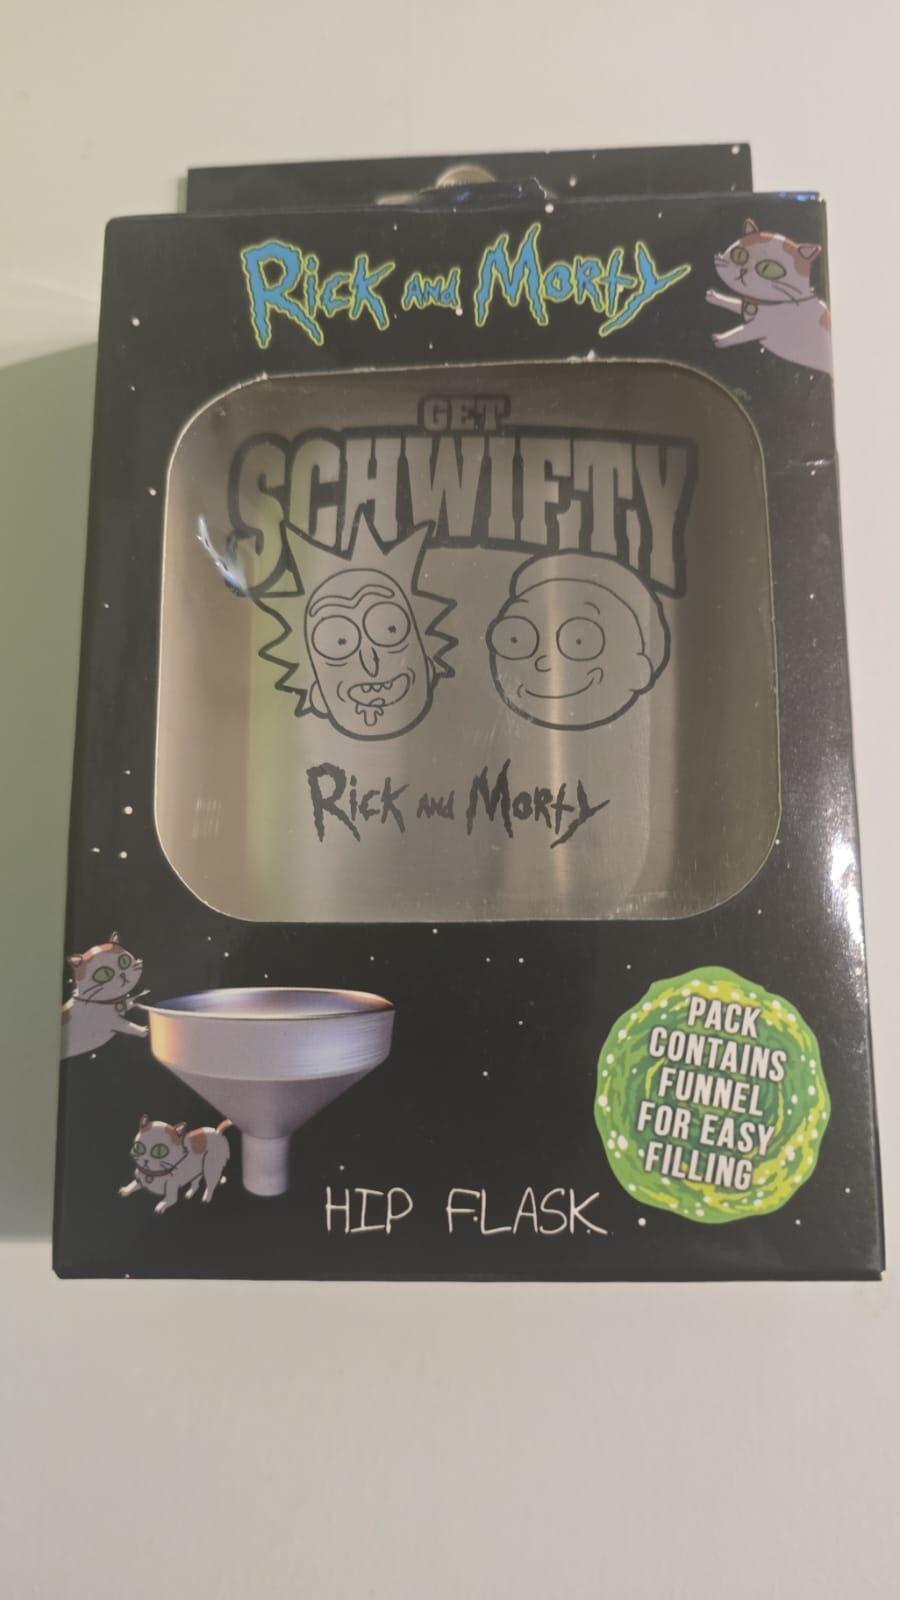 Rick and Morty
GET
SCHWIFTY
Rick and Morty
PACK
CONTAINS
FUNNEL
FOR EASY
FILLING
HIP FLASK